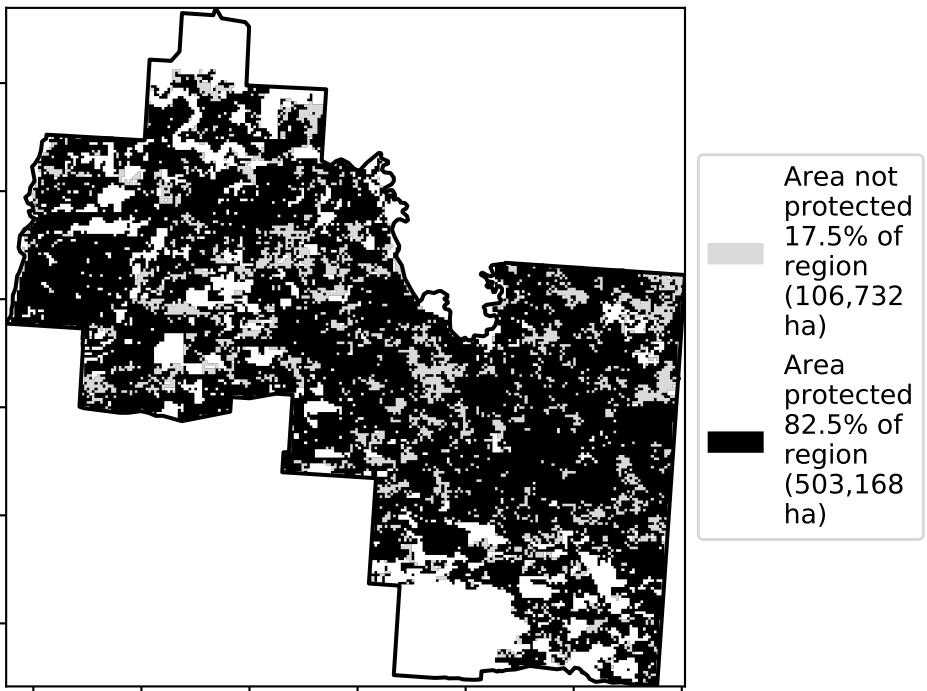 Area not
protected
17.5% of
region
(106,732
ha)
Area
protected
82.5% of
region
(503,168
ha)